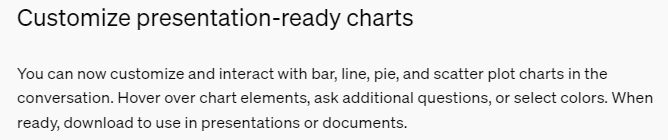 Customize presentation-ready charts
You can now customize and interact with bar, line, pie, and scatter plot charts in the
conversation. Hover over chart elements, ask additional questions, or select colors. When
ready, download to use in presentations or documents.